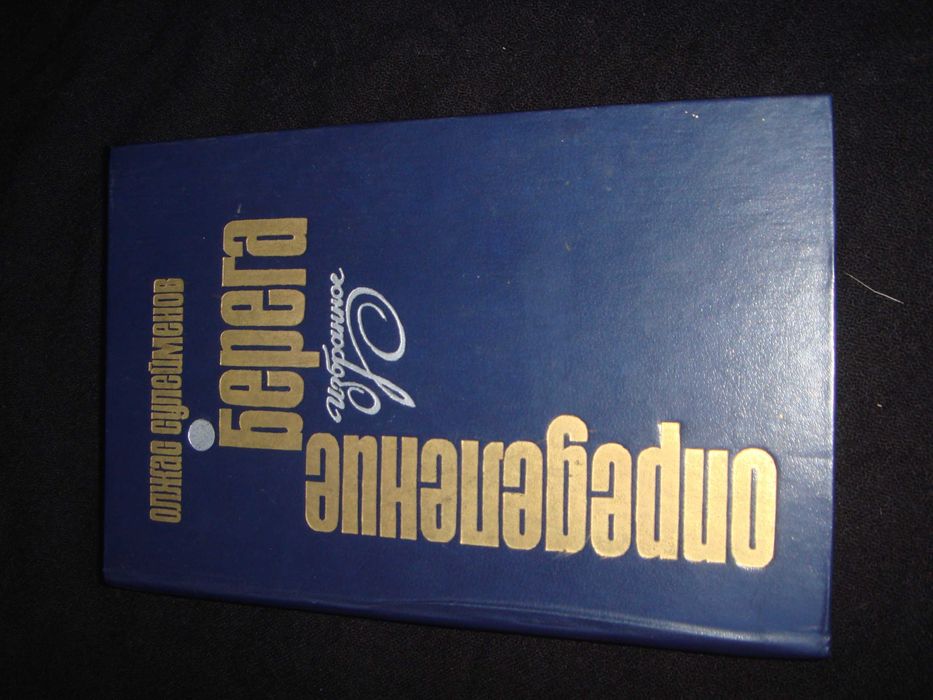 олжас сулейменов
определение
берега
Избранное